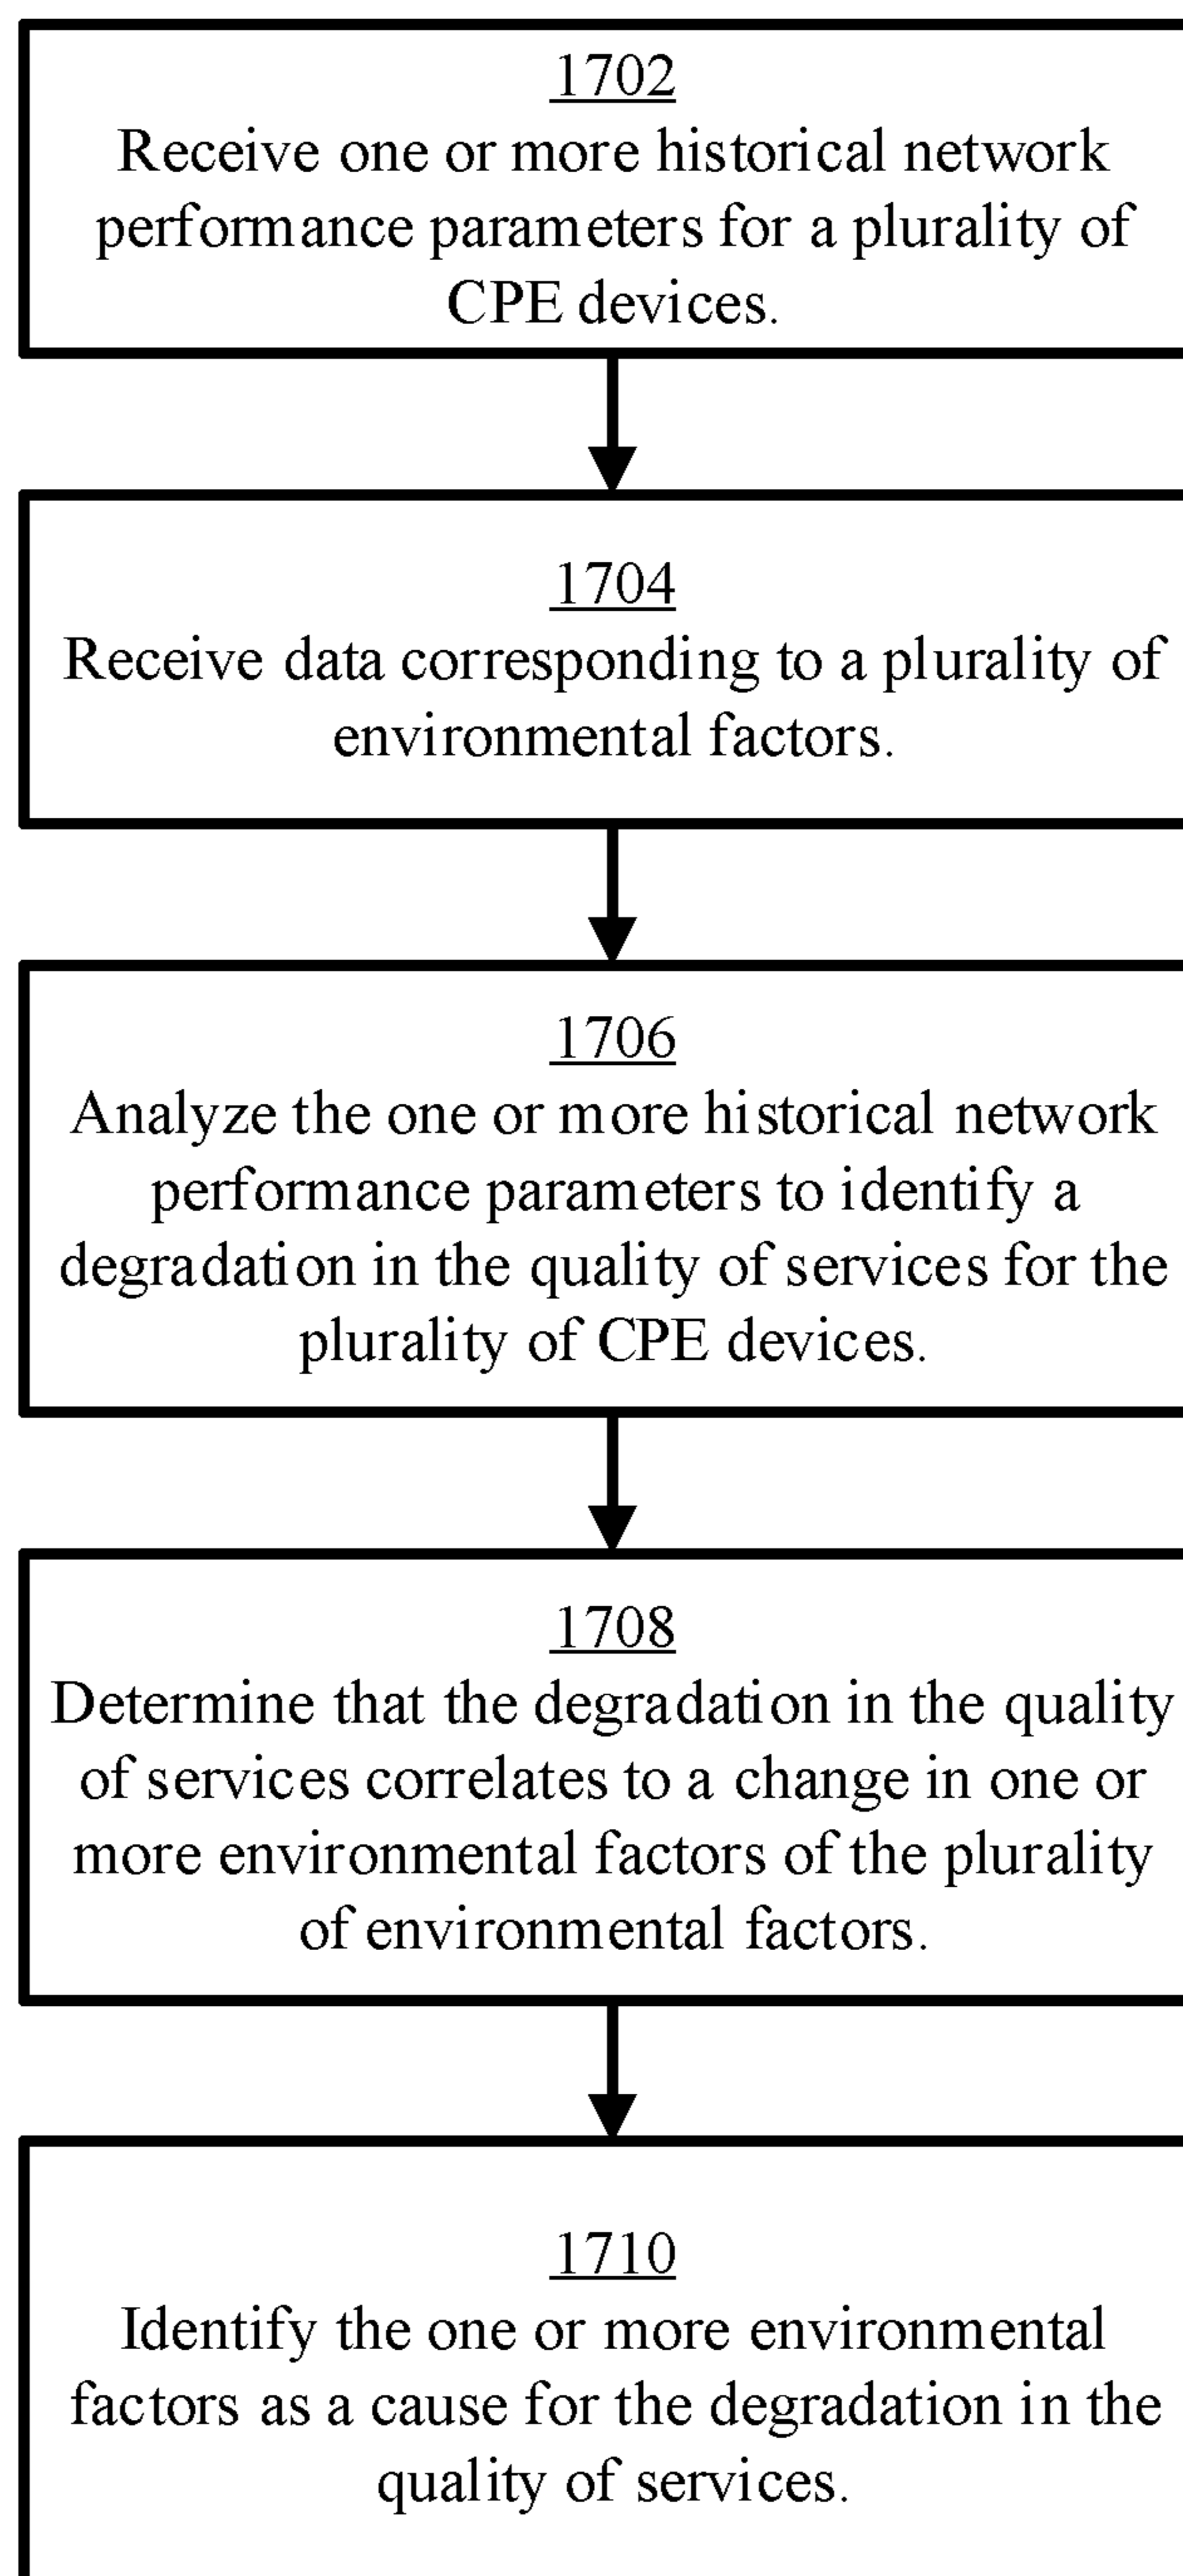 1702
Receive one or more historical network
performance parameters for a plurality of
CPE devices.
1704
Receive data corresponding to a plurality of
environmental factors.
1706
Analyze the one or more historical network
performance parameters to identify a
degradation in the quality of services for the
plurality of CPE devices.
1708
Determine that the degradation in the quality
of services correlates to a change in one or
more environmental factors of the plurality
of environmental factors.
1710
Identify the one or more environmental
factors as a cause for the degradation in the
quality of services.